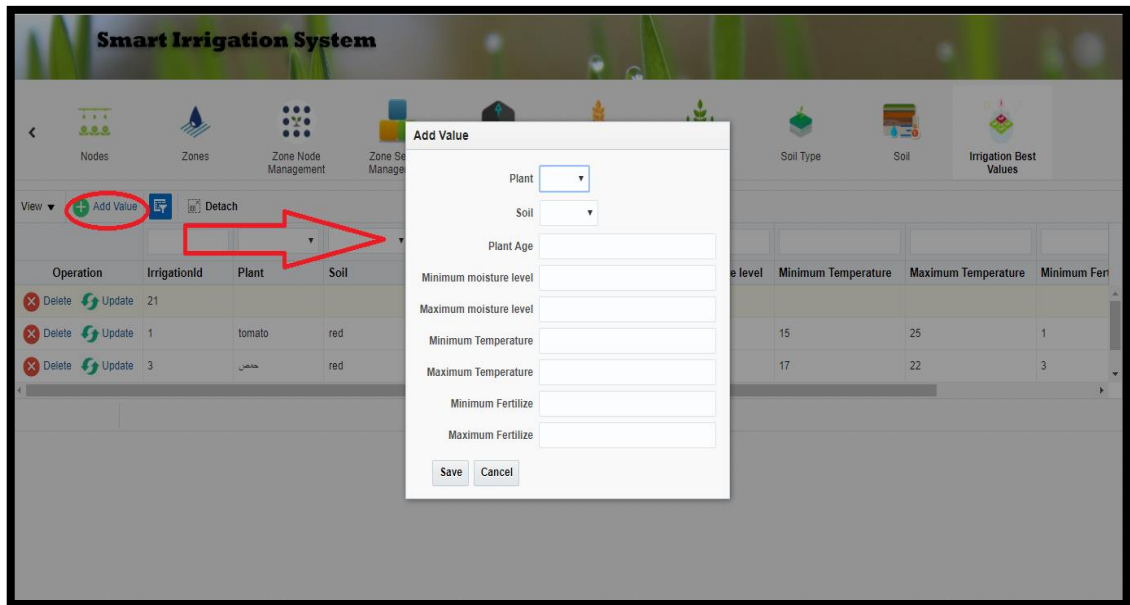 Smart Irrigation System
Nodes
Zones
Zone Node
Management
Zone Se
Manage
Soil Type
Soil
Irrigation Best
Values
View Add Value Detach
Operation IrrigationId Plant Soil e level Minimum Temperature Maximum Temperature Minimum Fert
Delete Update 21
Delete Update 1 tomato red 15 25 1
Delete Update 3 حمص red 17 22 3
Add Value
Plant
Soil
Plant Age
Minimum moisture level
Maximum moisture level
Minimum Temperature
Maximum Temperature
Minimum Fertilize
Maximum Fertilize
Save Cancel